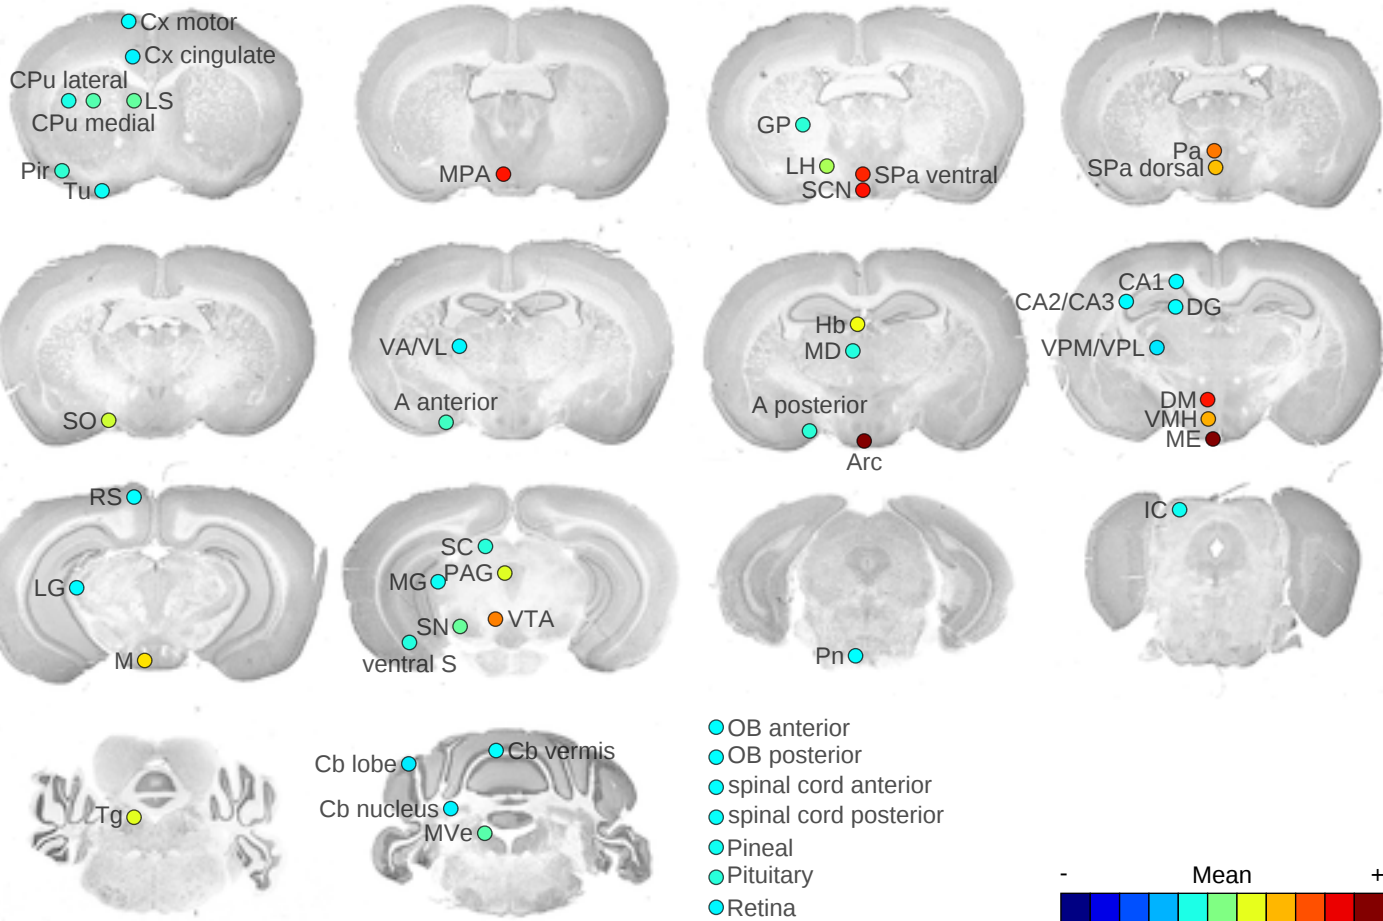 Cx motor
Cx cingulate
CPu lateral
LS
CPu medial
Pir
Tu
MPA
GP
LH
SPa ventral
SCN
Pa
SPa dorsal
SO
VA/VL
A anterior
Hb
MD
A posterior
Arc
CA1
CA2/CA3
DG
VPM/VPL
DM
VMH
ME
RS
LG
M
SC
MG
PAG
SN
VTA
ventral S
Pn
IC
Tg
Cb lobe
Cb vermis
Cb nucleus
MVe
OB anterior
OB posterior
spinal cord anterior
spinal cord posterior
Pineal
Pituitary
Retina
- Mean +